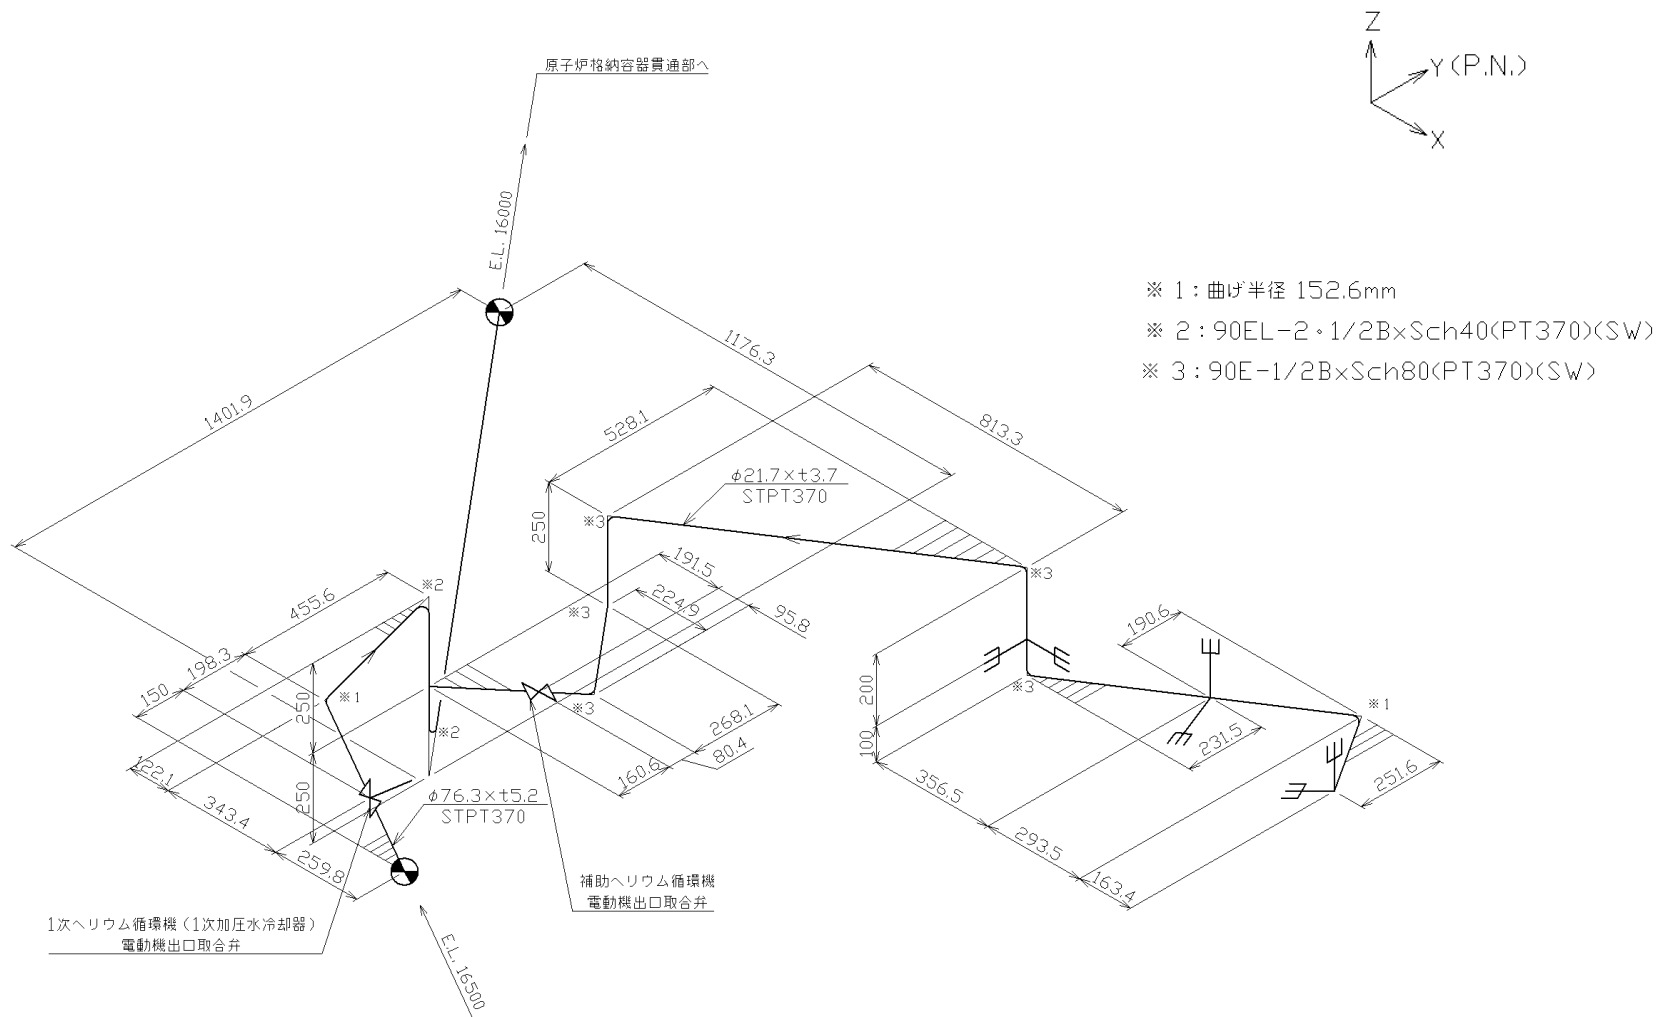 Z
Y(P.N.)
X
原子炉格納容器貫通部へ
E.L. 16000
※ 1：曲げ半径 152.6mm
※ 2：90EL-2・1/2B×Sch40(PT370)(SW)
※ 3：90E-1/2B×Sch80(PT370)(SW)
1401.9
1176.3
528.1
813.3
φ21.7×t3.7
STPT370
250
※3
191.5
224.9
95.8
※3
※3
※2
455.6
198.3
150
250
※1
190.6
200
100
※3
※1
※2
※3
268.1
80.4
160.6
231.5
251.6
122.1
343.4
259.8
250
φ76.3×t5.2
STPT370
356.5
293.5
163.4
補助ヘリウム循環機
電動機出口取合弁
1次ヘリウム循環機（1次加圧水冷却器）
電動機出口取合弁
E.L. 16500